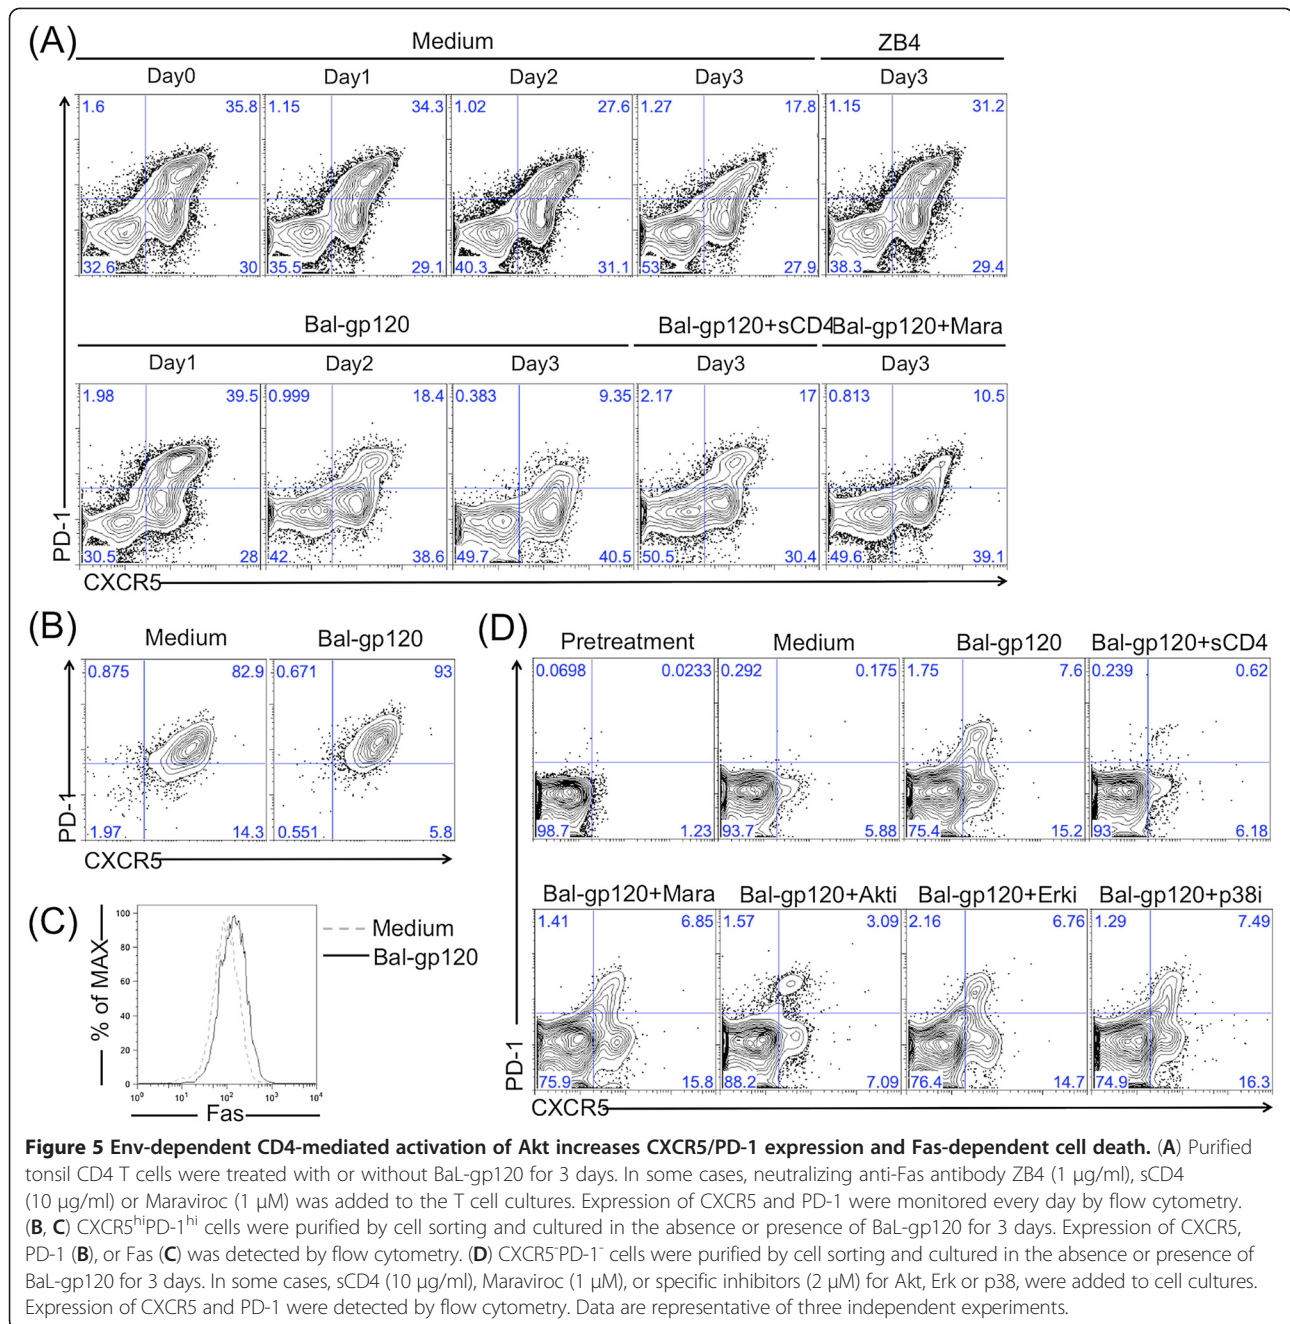 (A)
Medium
ZB4
Day0 Day1 Day2 Day3 Day3
1.6 35.8 1.15 34.3 1.02 27.6 1.27 17.8 1.15 31.2
32.6 30 35.5 29.1 40.3 31.1 53 27.9 38.3 29.4
Bal-gp120 Bal-gp120+sCD4 Bal-gp120+Mara
Day1 Day2 Day3 Day3 Day3
1.98 39.5 0.999 18.4 0.383 9.35 2.17 17 0.813 10.5
30.5 28 42 38.6 49.7 40.5 50.5 30.4 49.6 39.1
PD-1
CXCR5
(B)
Medium Bal-gp120
0.875 82.9 0.671 93
1.97 14.3 0.551 5.8
PD-1
CXCR5
(C)
Medium
Bal-gp120
% of MAX
100
80
60
40
20
0
10⁰ 10¹ 10² 10³ 10⁴
Fas
(D)
Pretreatment Medium Bal-gp120 Bal-gp120+sCD4
0.0698 0.0233 0.292 0.175 1.75 7.6 0.239 0.62
98.7 1.23 93.7 5.88 75.4 15.2 93 6.18
Bal-gp120+Mara Bal-gp120+Akti Bal-gp120+Erki Bal-gp120+p38i
1.41 6.85 1.57 3.09 2.16 6.76 1.29 7.49
75.9 15.8 88.2 7.09 76.4 14.7 74.9 16.3
PD-1
CXCR5
Figure 5 Env-dependent CD4-mediated activation of Akt increases CXCR5/PD-1 expression and Fas-dependent cell death. (A) Purified
tonsil CD4 T cells were treated with or without BaL-gp120 for 3 days. In some cases, neutralizing anti-Fas antibody ZB4 (1 μg/ml), sCD4
(10 μg/ml) or Maraviroc (1 μM) was added to the T cell cultures. Expression of CXCR5 and PD-1 were monitored every day by flow cytometry.
(B, C) CXCR5ʰⁱPD-1ʰⁱ cells were purified by cell sorting and cultured in the absence or presence of BaL-gp120 for 3 days. Expression of CXCR5,
PD-1 (B), or Fas (C) was detected by flow cytometry. (D) CXCR5⁻PD-1⁻ cells were purified by cell sorting and cultured in the absence or presence of
BaL-gp120 for 3 days. In some cases, sCD4 (10 μg/ml), Maraviroc (1 μM), or specific inhibitors (2 μM) for Akt, Erk or p38, were added to cell cultures.
Expression of CXCR5 and PD-1 were detected by flow cytometry. Data are representative of three independent experiments.